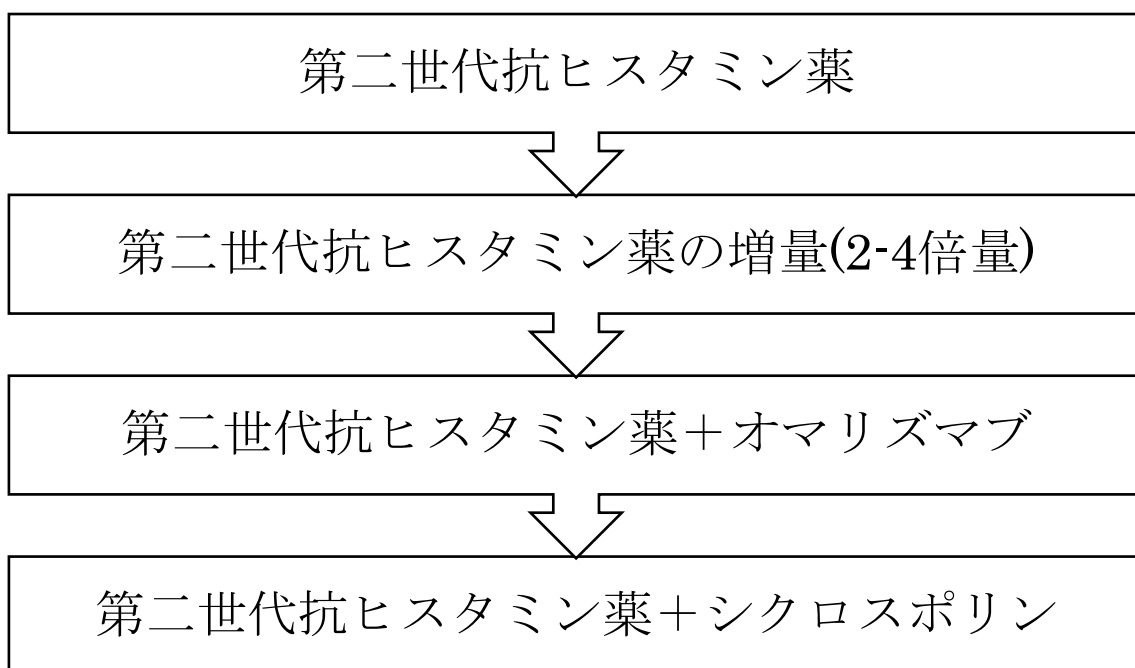 第二世代抗ヒスタミン薬
第二世代抗ヒスタミン薬の増量(2-4倍量)
第二世代抗ヒスタミン薬＋オマリズマブ
第二世代抗ヒスタミン薬＋シクロスポリン